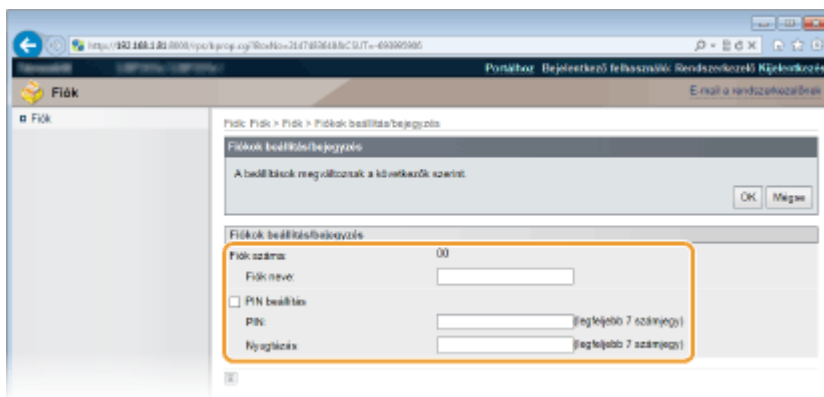 Portálhoz Bejelentkező felhasználó: Rendszerkezelő Kijelentkezés
Fiók
E-mail a rendszerkezelőnek
Fiók
Fiók: Fiók > Fiók > Fiókok beállítás/bejegyzés
Fiókok beállítás/bejegyzés
A beállítások megváltoznak a következők szerint.
OK Mégse
Fiókok beállítás/bejegyzés
Fiók száma: 00
Fiók neve:
PIN beállítás
PIN: (legfeljebb 7 számjegy)
Nyugtázás: (legfeljebb 7 számjegy)